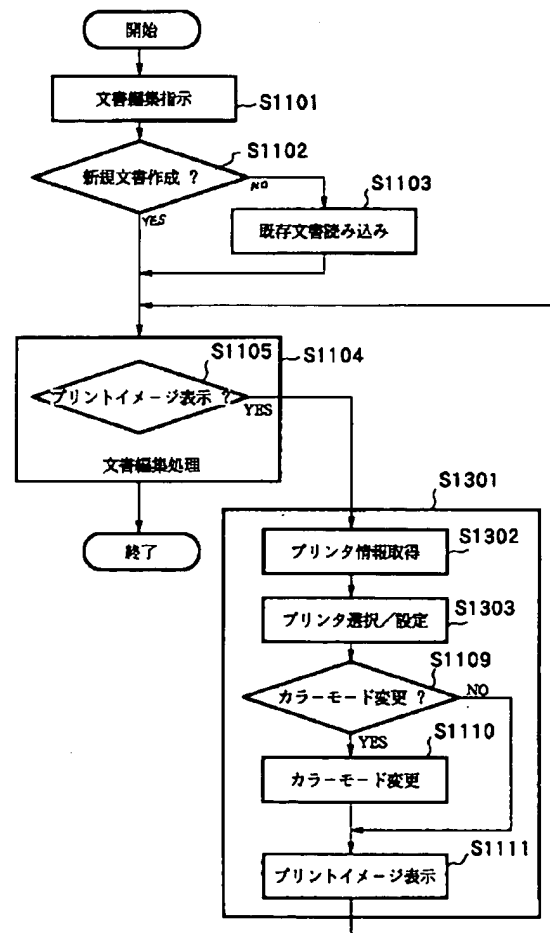 開始
文書編集指示
S1101
S1102
新規文書作成 ?
NO
YES
S1103
既存文書読み込み
S1104
S1105
プリントイメージ表示 ?
YES
文書編集処理
終了
S1301
プリンタ情報取得
S1302
プリンタ選択/設定
S1303
S1109
カラーモード変更 ?
NO
YES
S1110
カラーモード変更
S1111
プリントイメージ表示